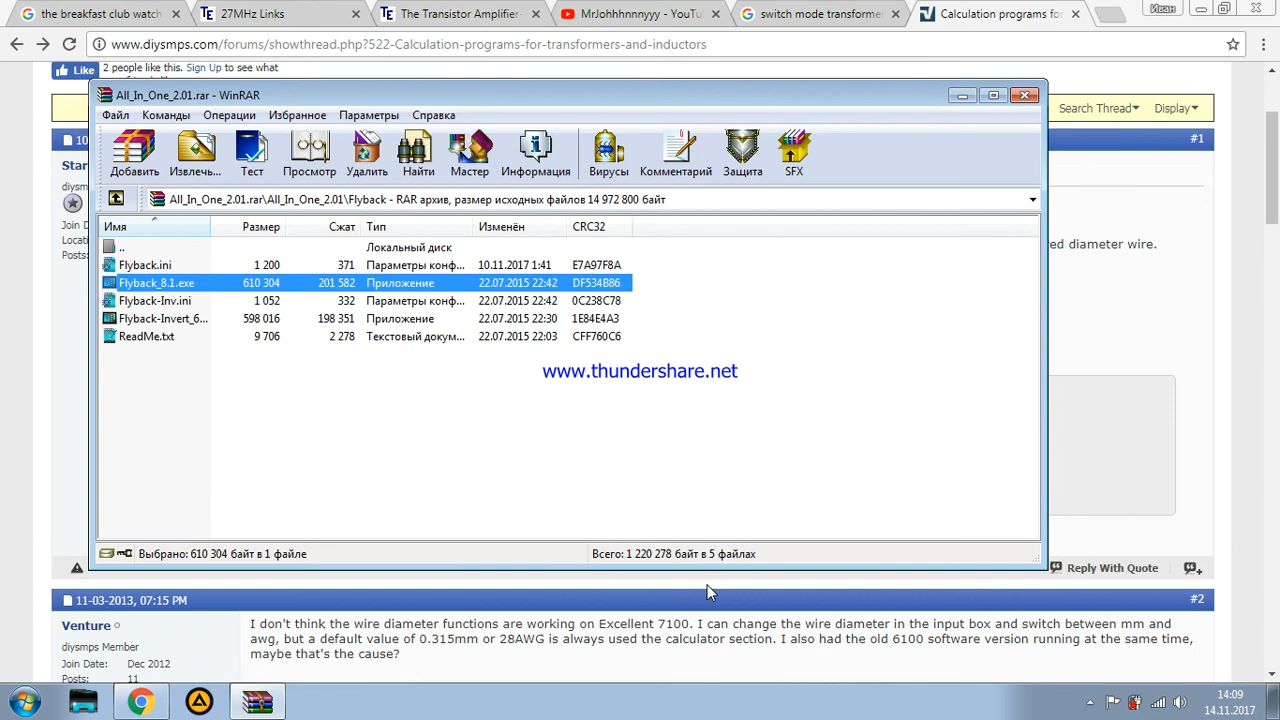 the breakfast club watch
27MHz Links
The Transistor Amplifier-
MrJohhnnnyyy - YouTu
switch mode transforme
Calculation programs fo
Иван
www.diysmps.com/forums/showthread.php?522-Calculation-programs-for-transformers-and-inductors
Like
2 people like this. Sign Up to see what
All_In_One_2.01.rar - WinRAR
Search Thread
Display
Файл
Команды
Операции
Избранное
Параметры
Справка
10
#1
Star
diysmps
Добавить
Извлечь...
Тест
Просмотр
Удалить
Найти
Мастер
Информация
Вирусы
Комментарий
Защита
SFX
All_In_One_2.01.rar\All_In_One_2.01\Flyback - RAR архив, размер исходных файлов 14 972 800 байт
Join D
Locati
Posts:
red diameter wire.
Имя
Размер
Сжат
Тип
Изменён
CRC32
..
Локальный диск
Flyback.ini 1 200 371 Параметры конф... 10.11.2017 1:41 E7A97F8A
Flyback_8.1.exe 610 304 201 582 Приложение 22.07.2015 22:42 DF534B86
Flyback-Inv.ini 1 052 332 Параметры конф... 22.07.2015 22:42 0C238C78
Flyback-Invert_6... 598 016 198 351 Приложение 22.07.2015 22:30 1E84E4A3
ReadMe.txt 9 706 2 278 Текстовый докум... 22.07.2015 22:03 CFF760C6
www.thundershare.net
Выбрано: 610 304 байт в 1 файле
Всего: 1 220 278 байт в 5 файлах
Reply With Quote
11-03-2013, 07:15 PM
#2
Venture
diysmps Member
Join Date: Dec 2012
Posts: 11
I don't think the wire diameter functions are working on Excellent 7100. I can change the wire diameter in the input box and switch between mm and
awg, but a default value of 0.315mm or 28AWG is always used the calculator section. I also had the old 6100 software version running at the same time,
maybe that's the cause?
14:09
14.11.2017